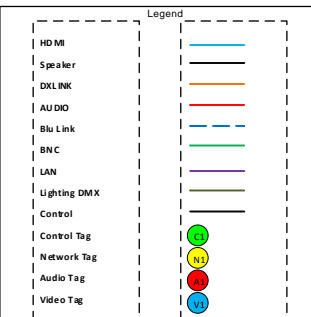 Legend
HDMI
Speaker
DXLINK
AUDIO
Blu Link
BNC
LAN
Lighting DMX
Control
Control Tag C1
Network Tag N1
Audio Tag A1
Video Tag V1